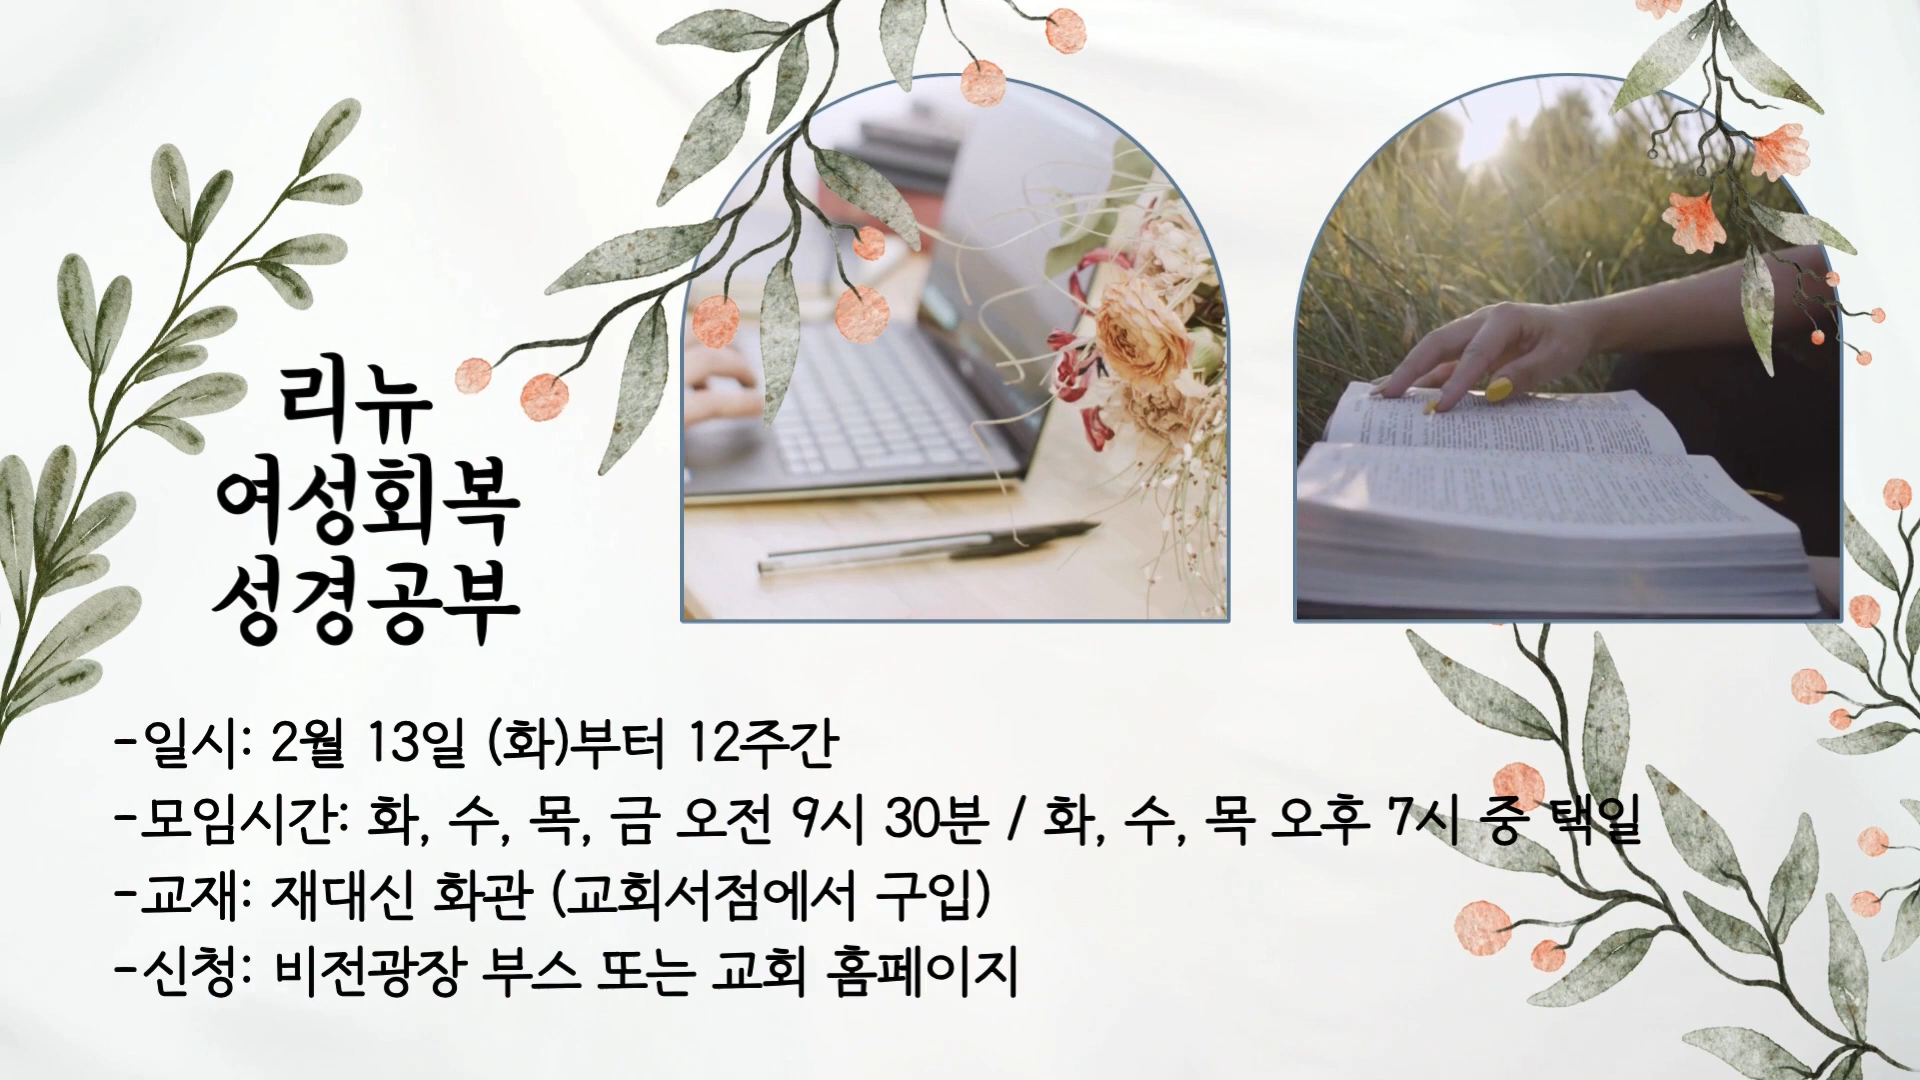 리뉴
여성회복
성경공부
-일시: 2월 13일 (화)부터 12주간
-모임시간: 화, 수, 목, 금 오전 9시 30분 / 화, 수, 목 오후 7시 중 택일
-교재: 재대신 화관 (교회서점에서 구입)
-신청: 비전광장 부스 또는 교회 홈페이지